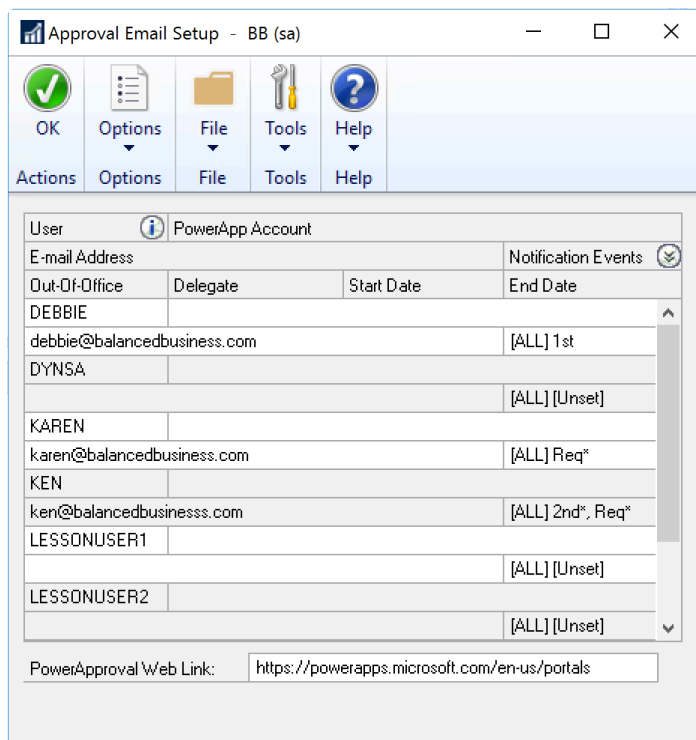 Approval Email Setup - BB (sa)
OK Options File Tools Help
Actions Options File Tools Help
User PowerApp Account
E-mail Address Notification Events
Out-Of-Office Delegate Start Date End Date
DEBBIE
debbie@balancedbusiness.com [ALL] 1st
DYNSA
[ALL] [Unset]
KAREN
karen@balancedbusiness.com [ALL] Req*
KEN
ken@balancedbusinesss.com [ALL] 2nd*, Req*
LESSONUSER1
[ALL] [Unset]
LESSONUSER2
[ALL] [Unset]
PowerApproval Web Link: https://powerapps.microsoft.com/en-us/portals